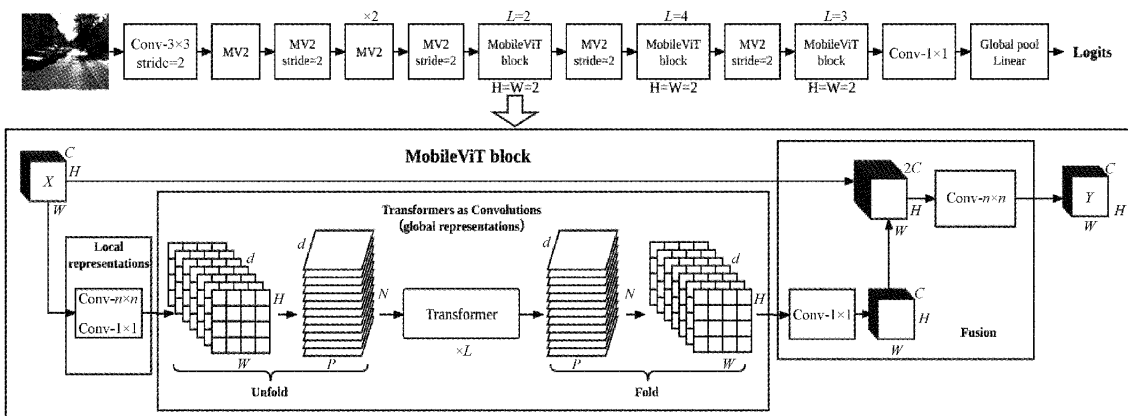 ×2
L=2
L=4
L=3
Conv-3×3
stride=2
MV2
MV2
stride=2
MV2
MV2
stride=2
MobileViT
block
MV2
stride=2
MobileViT
block
MV2
stride=2
MobileViT
block
Conv-1×1
Global pool
Linear
Logits
H=W=2
H=W=2
H=W=2
MobileViT block
C
H
X
W
Local
representations
Conv-n×n
Conv-1×1
Transformers as Convolutions
(global representations)
d
H
W
d
N
P
Unfold
Transformer
×L
d
N
P
d
H
W
Fold
2C
H
W
Conv-n×n
Conv-1×1
C
H
W
Fusion
C
Y
H
W